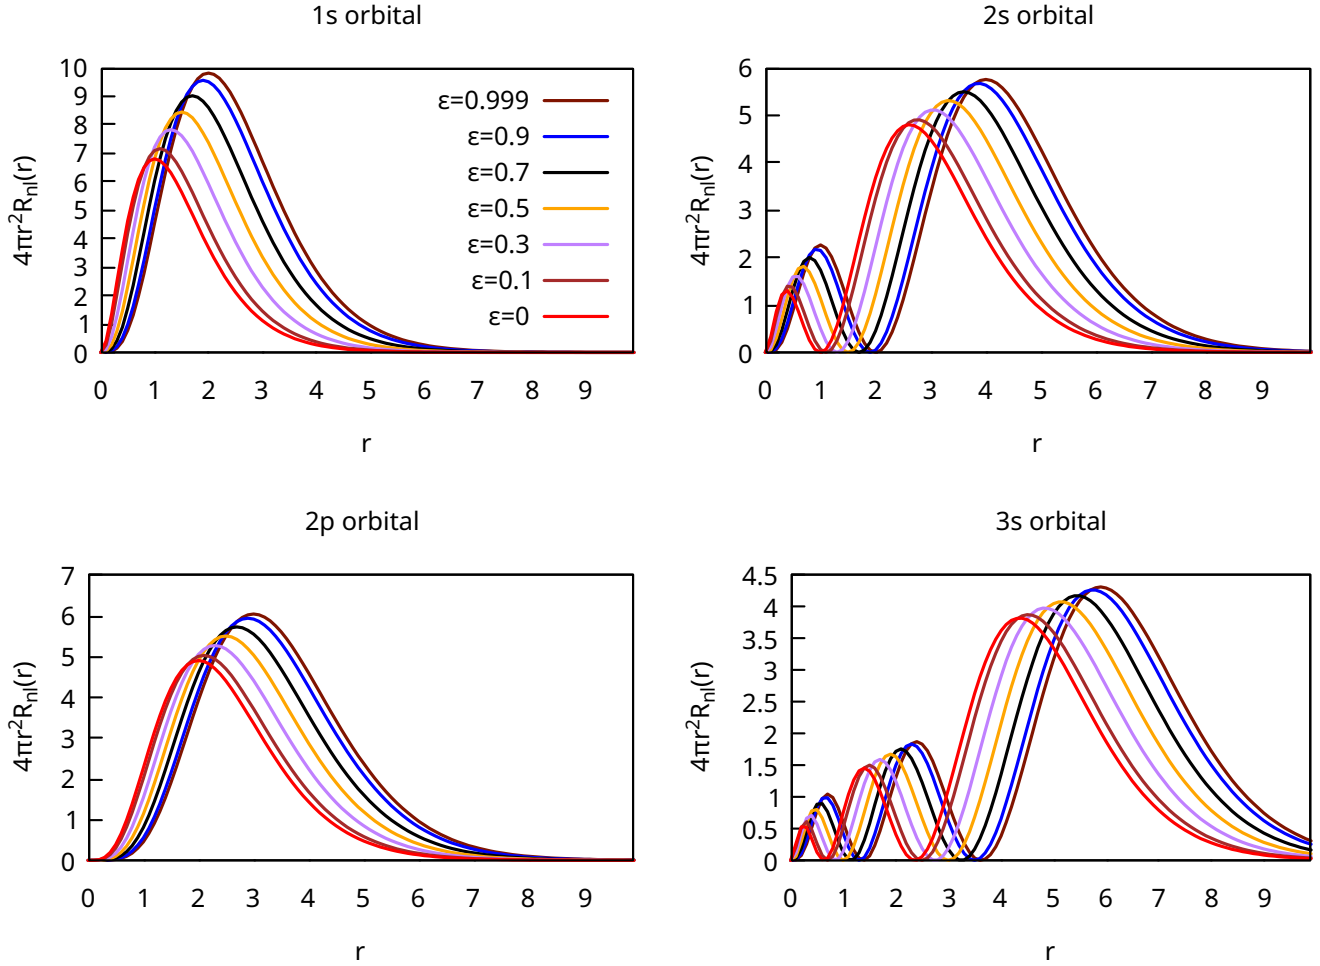 1s orbital
10
9
8
7
6
5
4
3
2
1
0
0 1 2 3 4 5 6 7 8 9
4πr²Rₙₗ(r)
r
ε=0.999
ε=0.9
ε=0.7
ε=0.5
ε=0.3
ε=0.1
ε=0
2s orbital
6
5
4
3
2
1
0
0 1 2 3 4 5 6 7 8 9
4πr²Rₙₗ(r)
r
2p orbital
7
6
5
4
3
2
1
0
0 1 2 3 4 5 6 7 8 9
4πr²Rₙₗ(r)
r
3s orbital
4.5
4
3.5
3
2.5
2
1.5
1
0.5
0
0 1 2 3 4 5 6 7 8 9
4πr²Rₙₗ(r)
r